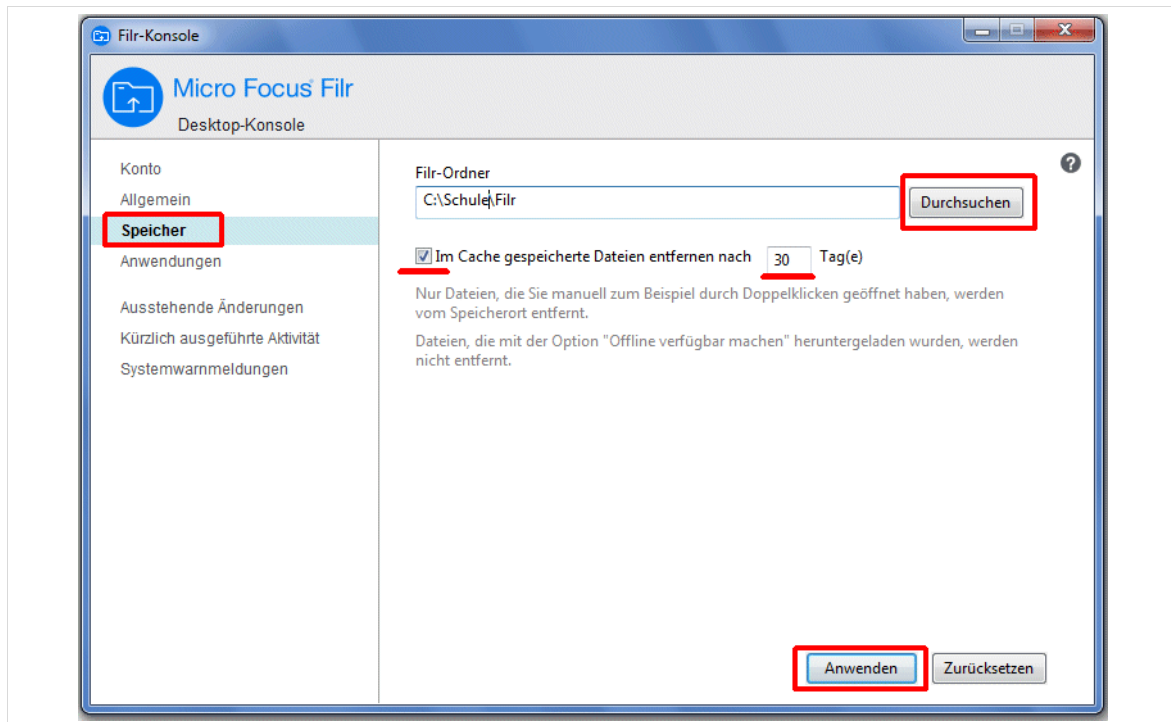 Filr-Konsole
Micro Focus® Filr
Desktop-Konsole
Konto
Allgemein
Speicher
Anwendungen
Ausstehende Änderungen
Kürzlich ausgeführte Aktivität
Systemwarnmeldungen
Filr-Ordner
C:\Schule\Filr
Durchsuchen
Im Cache gespeicherte Dateien entfernen nach 30 Tag(e)
Nur Dateien, die Sie manuell zum Beispiel durch Doppelklicken geöffnet haben, werden
vom Speicherort entfernt.
Dateien, die mit der Option "Offline verfügbar machen" heruntergeladen wurden, werden
nicht entfernt.
Anwenden
Zurücksetzen